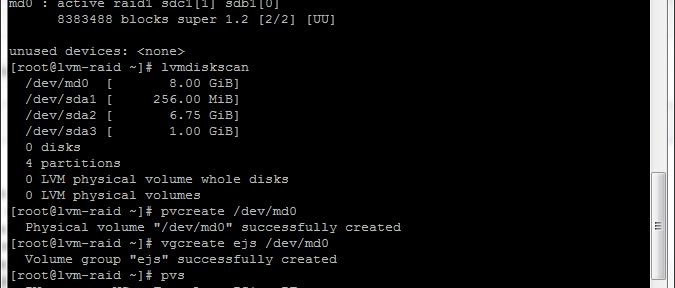 md0 : active raid1 sdc1[1] sdb1[0]
      8383488 blocks super 1.2 [2/2] [UU]
unused devices: <none>
[root@lvm-raid ~]# lvmdiskscan
  /dev/md0  [       8.00 GiB]
  /dev/sda1 [     256.00 MiB]
  /dev/sda2 [       6.75 GiB]
  /dev/sda3 [       1.00 GiB]
  0 disks
  4 partitions
  0 LVM physical volume whole disks
  0 LVM physical volumes
[root@lvm-raid ~]# pvcreate /dev/md0
  Physical volume "/dev/md0" successfully created
[root@lvm-raid ~]# vgcreate ejs /dev/md0
  Volume group "ejs" successfully created
[root@lvm-raid ~]# pvs